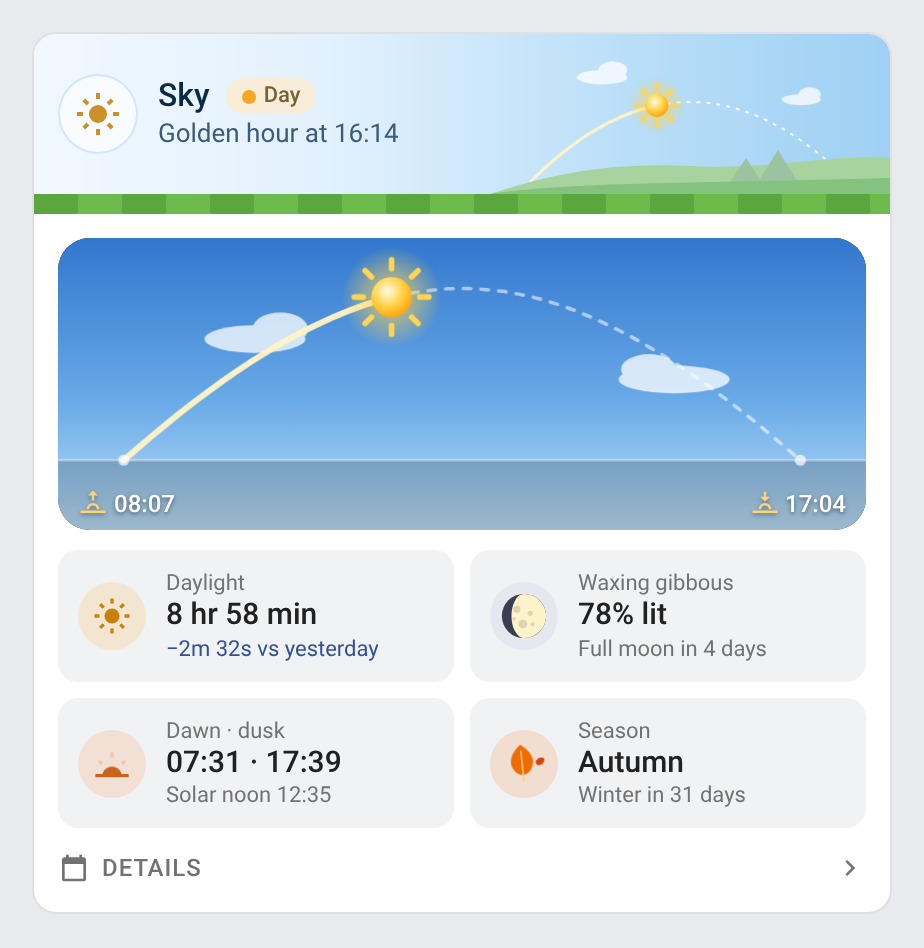 Sky
Day
Golden hour at 16:14
08:07
17:04
Daylight
8 hr 58 min
−2m 32s vs yesterday
Waxing gibbous
78% lit
Full moon in 4 days
Dawn · dusk
07:31 · 17:39
Solar noon 12:35
Season
Autumn
Winter in 31 days
DETAILS